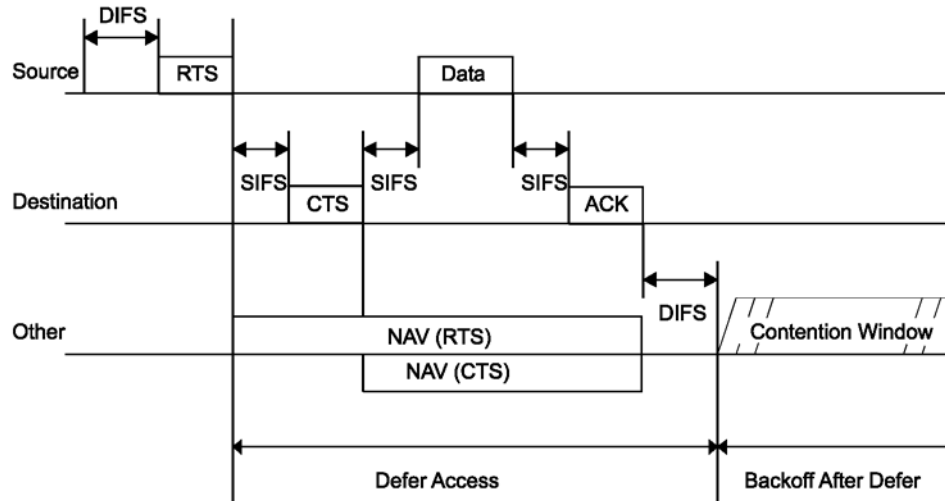 DIFS
Source
RTS
Data
SIFS
SIFS
SIFS
Destination
CTS
ACK
DIFS
Other
NAV (RTS)
Contention Window
NAV (CTS)
Defer Access
Backoff After Defer